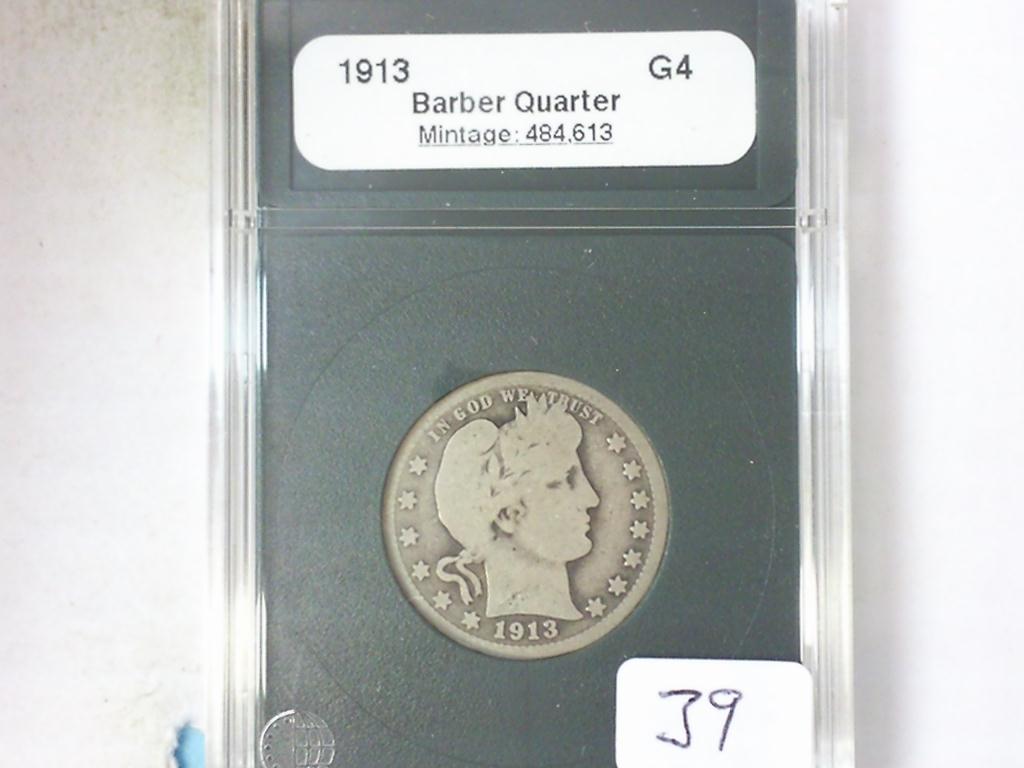 1913 G4
Barber Quarter
Mintage: 484,613
IN GOD WE TRUST
1913
39